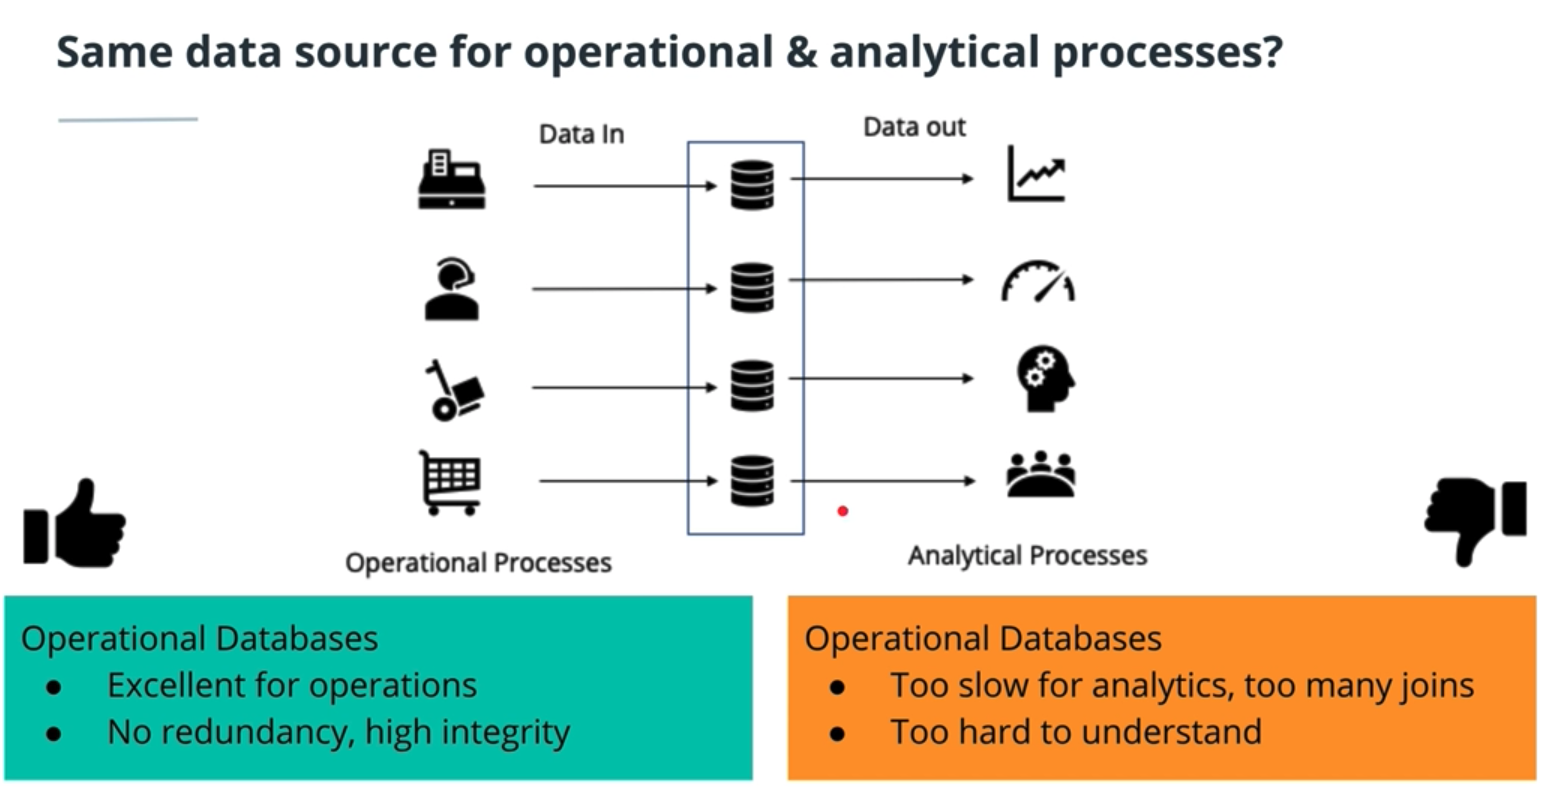 Same data source for operational & analytical processes?
Data In
Data out
Operational Processes
Analytical Processes
Operational Databases
● Excellent for operations
● No redundancy, high integrity
Operational Databases
● Too slow for analytics, too many joins
● Too hard to understand